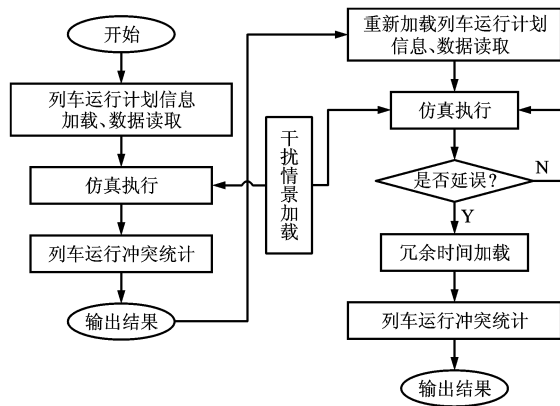 开始
列车运行计划信息
加载、数据读取
仿真执行
列车运行冲突统计
输出结果
干扰情景加载
重新加载列车运行计划
信息、数据读取
仿真执行
是否延误?
N
Y
冗余时间加载
列车运行冲突统计
输出结果